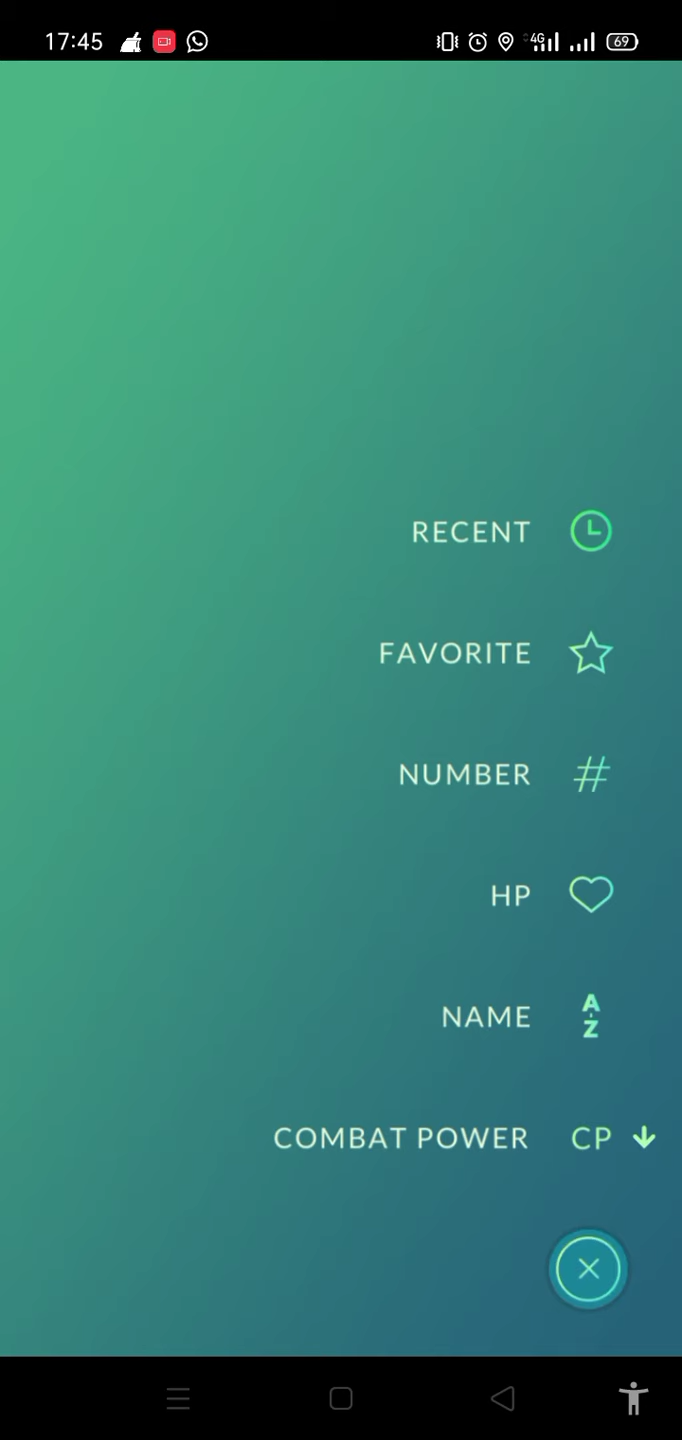 17:45 4G 69
RECENT
FAVORITE
NUMBER #
HP
NAME A-Z
COMBAT POWER CP